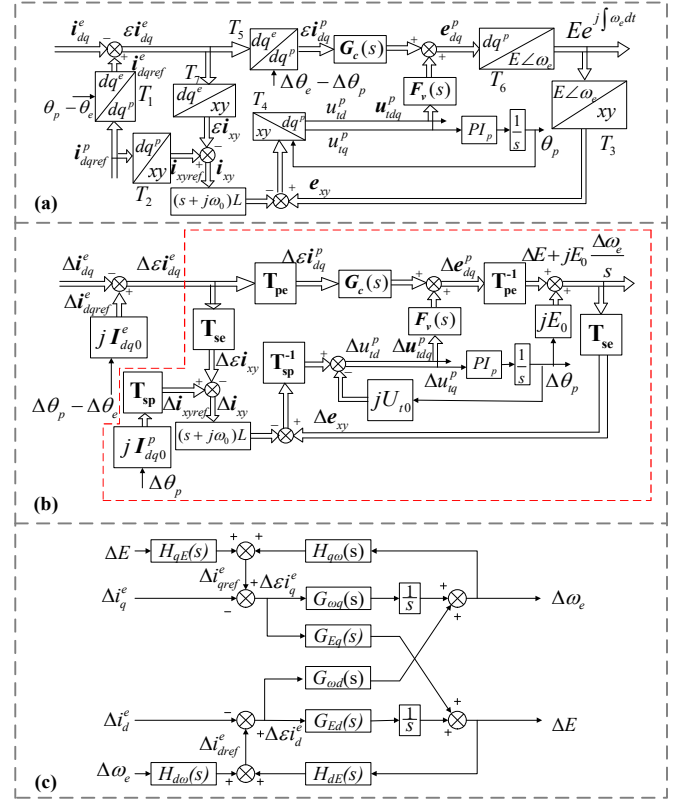 i^e_dq − + εi^e_dq T_5 dq^e dq^p εi^p_dq G_c(s) + + e^p_dq dq^p E∠ω_e Ee^{j∫ω_e dt}
i^e_dqref T_7 Δθ_e − Δθ_p T_6
θ_p − θ_e dq^e dq^p T_1 dq^e xy T_4 xy dq^p u^p_td u^p_tdq F_v(s) E∠ω_e xy T_3
εi_xy u^p_tq PI_p 1/s θ_p
i^p_dqref dq^p xy i_xyref + − i_xy
T_2 (s + jω_0)L − + e_xy
(a)
Δi^e_dq − + Δεi^e_dq T_pe Δεi^p_dq G_c(s) + + Δe^p_dq T^-1_pe + + ΔE + jE_0 Δω_e/s
Δi^e_dqref
j I^e_dq0 T_se F_v(s) jE_0 T_se
Δεi_xy T^-1_sp + − Δu^p_td Δu^p_tdq PI_p 1/s
Δθ_p − Δθ_e T_sp + − Δu^p_tq Δθ_p
Δi_xyref Δi_xy jU_t0
j I^p_dq0 (s + jω_0)L − + Δe_xy
Δθ_p
(b)
ΔE H_qE(s) + + H_qω(s)
Δi^e_qref
Δi^e_q − + Δεi^e_q G_ωq(s) 1/s + + Δω_e
G_Eq(s)
G_ωd(s)
Δi^e_d − + Δεi^e_d G_Ed(s) 1/s + + ΔE
Δi^e_dref
Δω_e H_dω(s) + + H_dE(s)
(c)